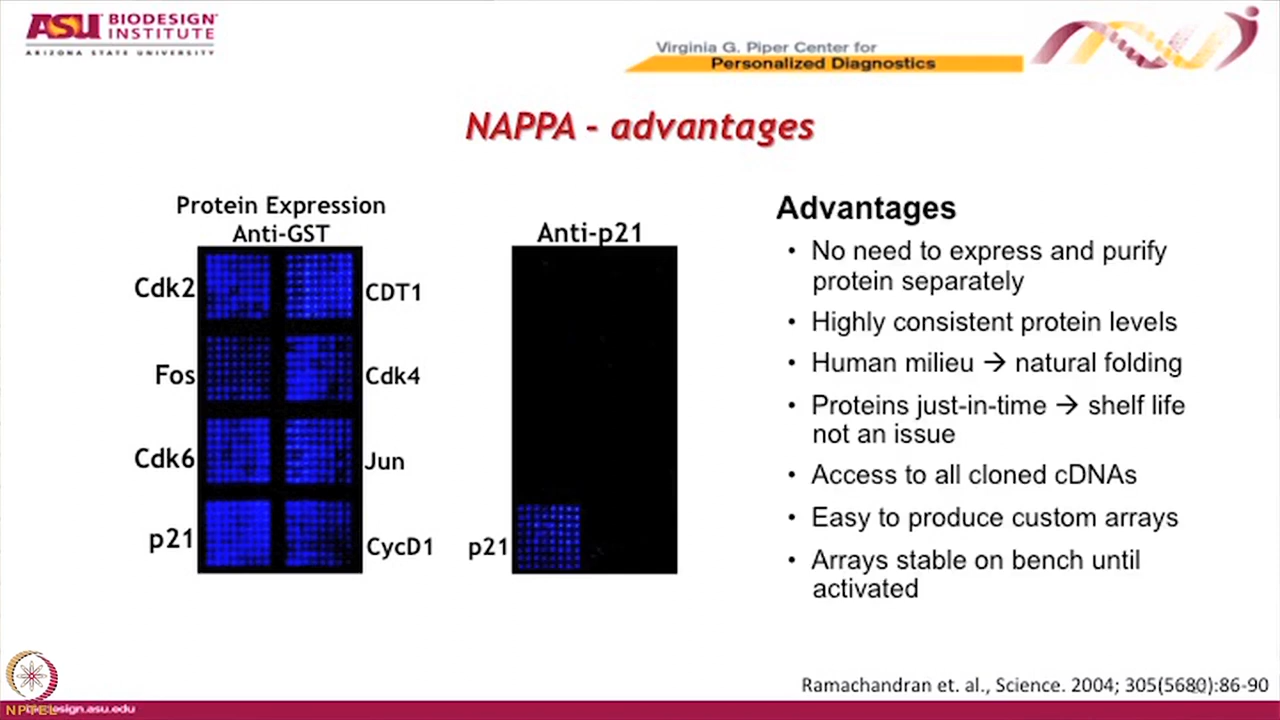 ASU BIODESIGN®
INSTITUTE
ARIZONA STATE UNIVERSITY
Virginia G. Piper Center for
Personalized Diagnostics
NAPPA - advantages
Protein Expression
Anti-GST
Cdk2
CDT1
Fos
Cdk4
Cdk6
Jun
p21
CycD1
Anti-p21
p21
Advantages
• No need to express and purify
protein separately
• Highly consistent protein levels
• Human milieu → natural folding
• Proteins just-in-time → shelf life
not an issue
• Access to all cloned cDNAs
• Easy to produce custom arrays
• Arrays stable on bench until
activated
Ramachandran et. al., Science. 2004; 305(5680):86-90
NPTEL
design.asu.edu